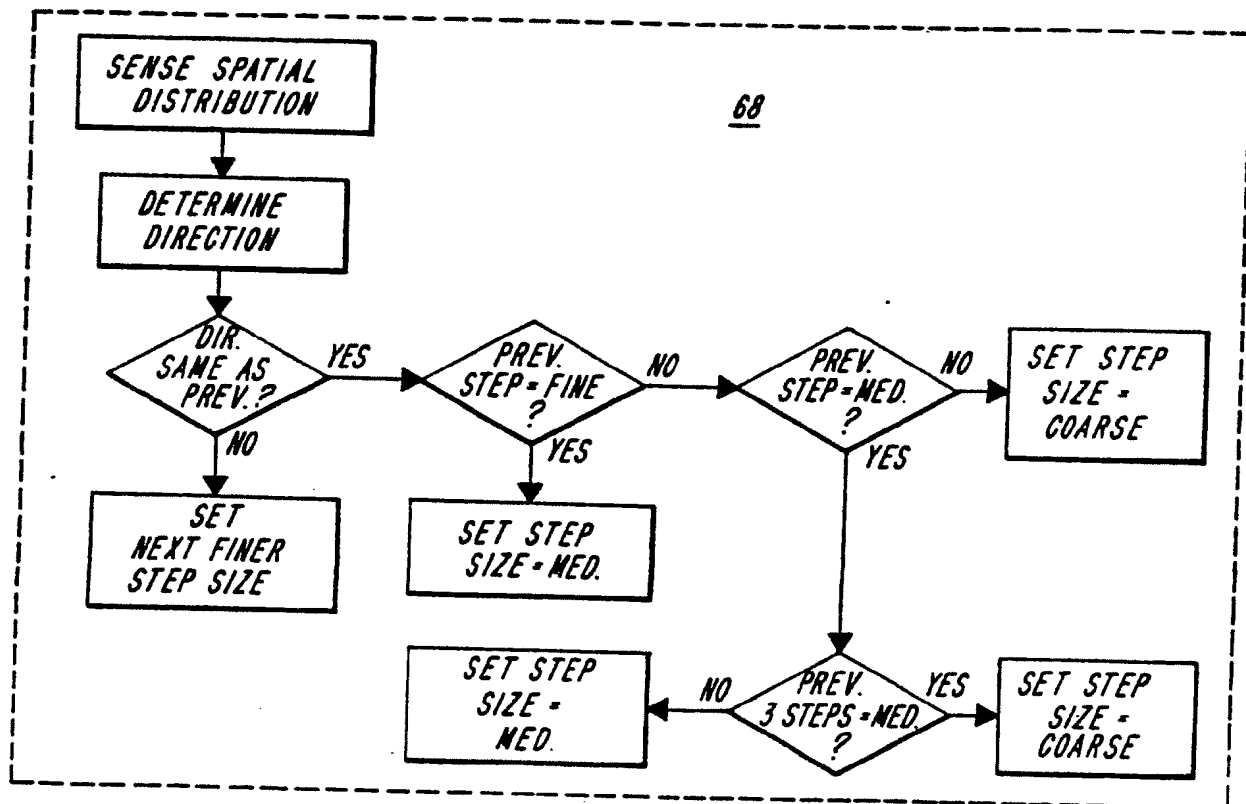 SENSE SPATIAL
DISTRIBUTION
68
DETERMINE
DIRECTION
DIR.
SAME AS
PREV.?
YES
NO
PREV.
STEP = FINE
?
NO
YES
PREV.
STEP = MED.
?
NO
YES
SET STEP
SIZE =
COARSE
SET
NEXT FINER
STEP SIZE
SET STEP
SIZE = MED.
SET STEP
SIZE =
MED.
NO
PREV.
3 STEPS = MED.
?
YES
SET STEP
SIZE =
COARSE